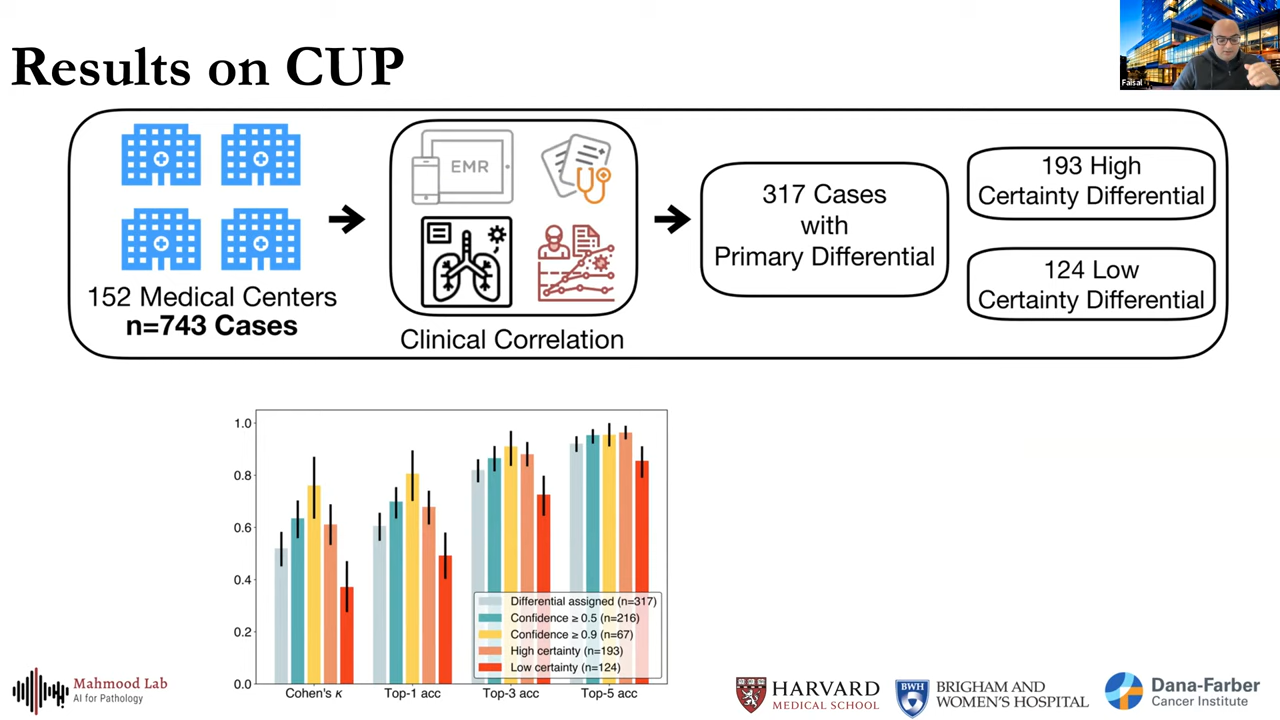 Results on CUP
Faisal
152 Medical Centers
n=743 Cases
EMR
Clinical Correlation
317 Cases
with
Primary Differential
193 High
Certainty Differential
124 Low
Certainty Differential
1.0
0.8
0.6
0.4
0.2
0.0
Differential assigned (n=317)
Confidence ≥ 0.5 (n=216)
Confidence ≥ 0.9 (n=67)
High certainty (n=193)
Low certainty (n=124)
Cohen's κ
Top-1 acc
Top-3 acc
Top-5 acc
Mahmood Lab
AI for Pathology
HARVARD
MEDICAL SCHOOL
BWH
BRIGHAM AND
WOMEN'S HOSPITAL
Dana-Farber
Cancer Institute